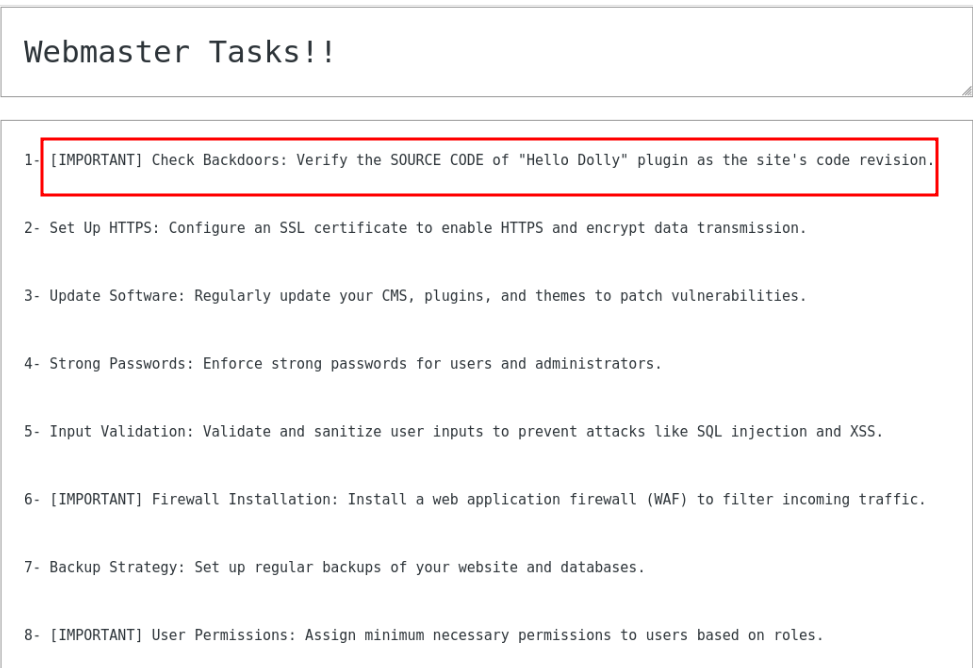 Webmaster Tasks!!
1- [IMPORTANT] Check Backdoors: Verify the SOURCE CODE of "Hello Dolly" plugin as the site's code revision.
2- Set Up HTTPS: Configure an SSL certificate to enable HTTPS and encrypt data transmission.
3- Update Software: Regularly update your CMS, plugins, and themes to patch vulnerabilities.
4- Strong Passwords: Enforce strong passwords for users and administrators.
5- Input Validation: Validate and sanitize user inputs to prevent attacks like SQL injection and XSS.
6- [IMPORTANT] Firewall Installation: Install a web application firewall (WAF) to filter incoming traffic.
7- Backup Strategy: Set up regular backups of your website and databases.
8- [IMPORTANT] User Permissions: Assign minimum necessary permissions to users based on roles.